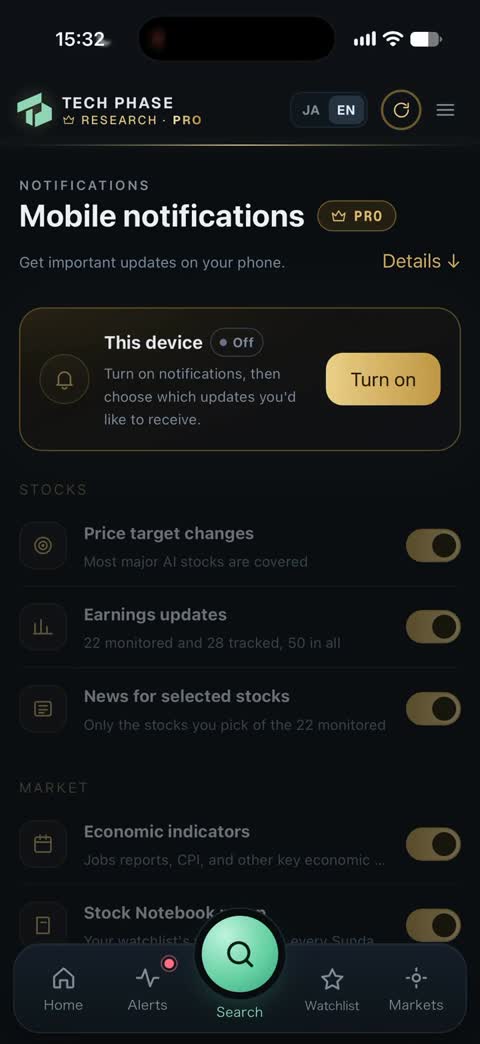 15:32
TECH PHASE
RESEARCH · PRO
JA EN
NOTIFICATIONS
Mobile notifications
PRO
Get important updates on your phone.
Details ↓
This device
Off
Turn on notifications, then
choose which updates you'd
like to receive.
Turn on
STOCKS
Price target changes
Most major AI stocks are covered
Earnings updates
22 monitored and 28 tracked, 50 in all
News for selected stocks
Only the stocks you pick of the 22 monitored
MARKET
Economic indicators
Jobs reports, CPI, and other key economic ...
Stock Notebook
Your watchlist's
every Sunda
Home
Alerts
Search
Watchlist
Markets